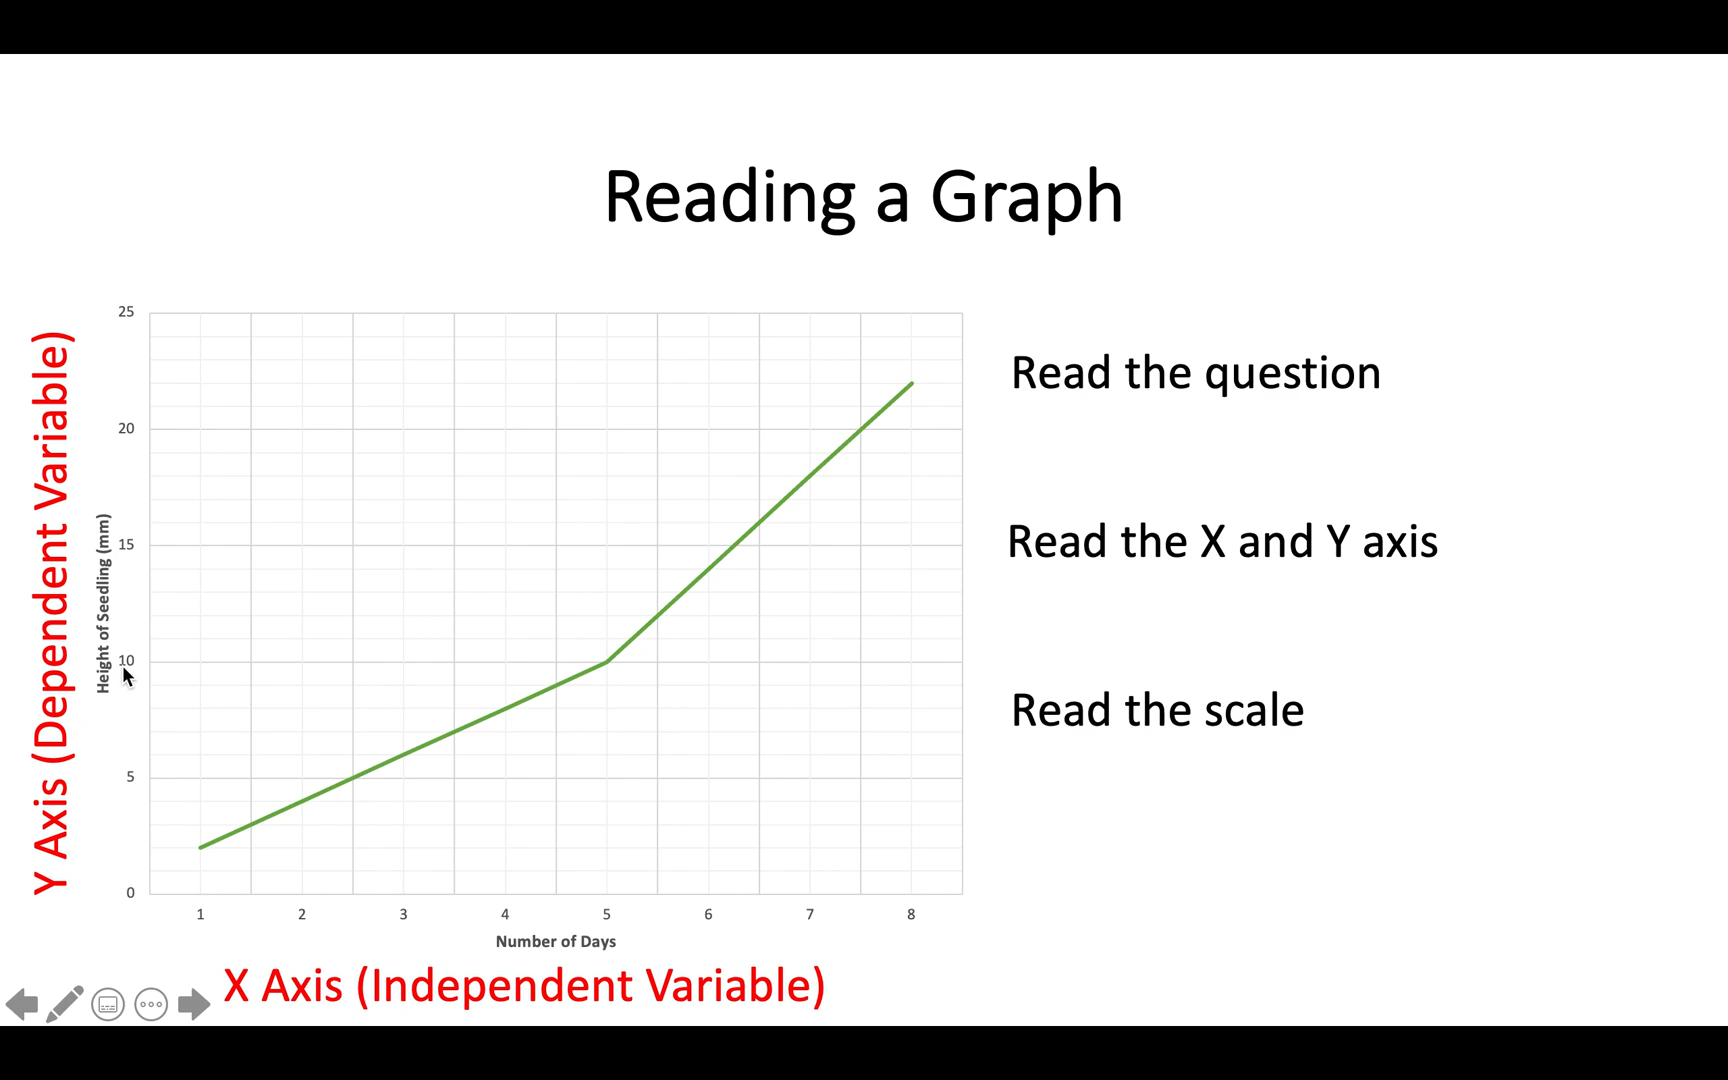 Reading a Graph
Y Axis (Dependent Variable)
Height of Seedling (mm)
25
20
15
10
5
0
1 2 3 4 5 6 7 8
Number of Days
X Axis (Independent Variable)
Read the question
Read the X and Y axis
Read the scale